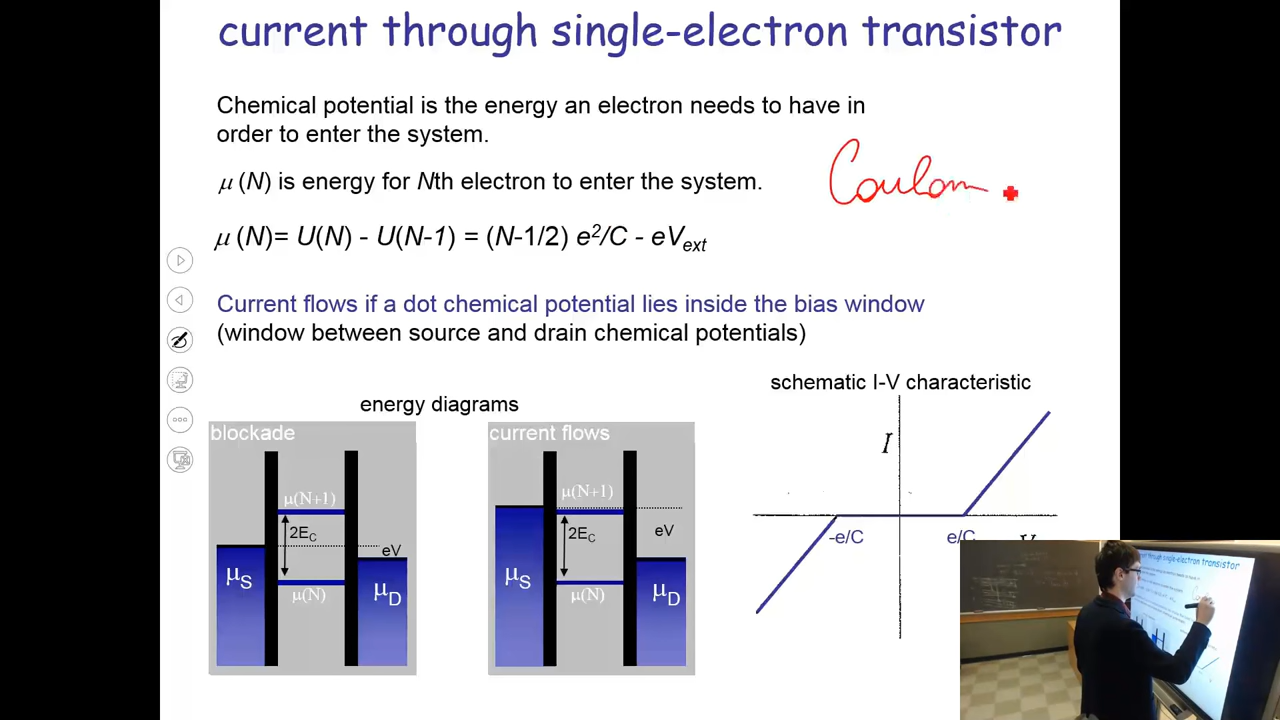 current through single-electron transistor
Chemical potential is the energy an electron needs to have in
order to enter the system.
μ (N) is energy for Nth electron to enter the system.
Coulom
μ (N)= U(N) - U(N-1) = (N-1/2) e²/C - eVext
Current flows if a dot chemical potential lies inside the bias window
(window between source and drain chemical potentials)
schematic I-V characteristic
energy diagrams
blockade
μ(N+1)
2EC
eV
μS
μ(N)
μD
current flows
μ(N+1)
2EC
eV
μS
μ(N)
μD
I
-e/C
e/C